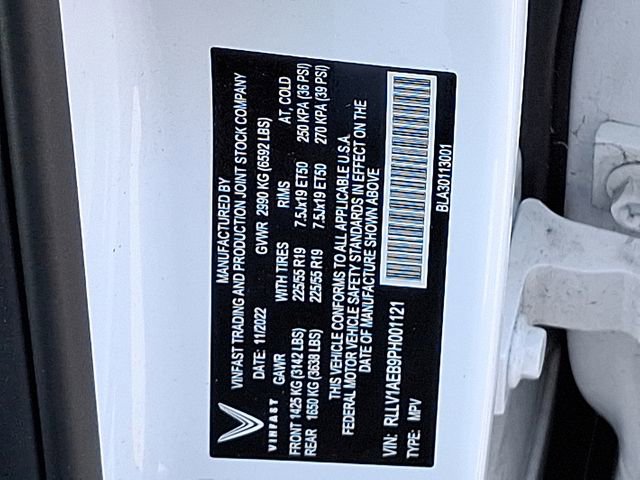 VINFAST
MANUFACTURED BY
VINFAST TRADING AND PRODUCTION JOINT STOCK COMPANY
DATE: 11/2022 GVWR 2990 KG (6592 LBS)
GAWR WITH TIRES RIMS AT, COLD
FRONT 1425 KG (3142 LBS) 225/55 R19 7.5Jx19 ET50 250 KPA (36 PSI)
REAR 1650 KG (3638 LBS) 225/55 R19 7.5Jx19 ET50 270 KPA (39 PSI)
THIS VEHICLE CONFORMS TO ALL APPLICABLE U.S.A.
FEDERAL MOTOR VEHICLE SAFETY STANDARDS IN EFFECT ON THE
DATE OF MANUFACTURE SHOWN ABOVE
VIN: RLLV1AEB9PH001121
TYPE: MPV
BLA30113001